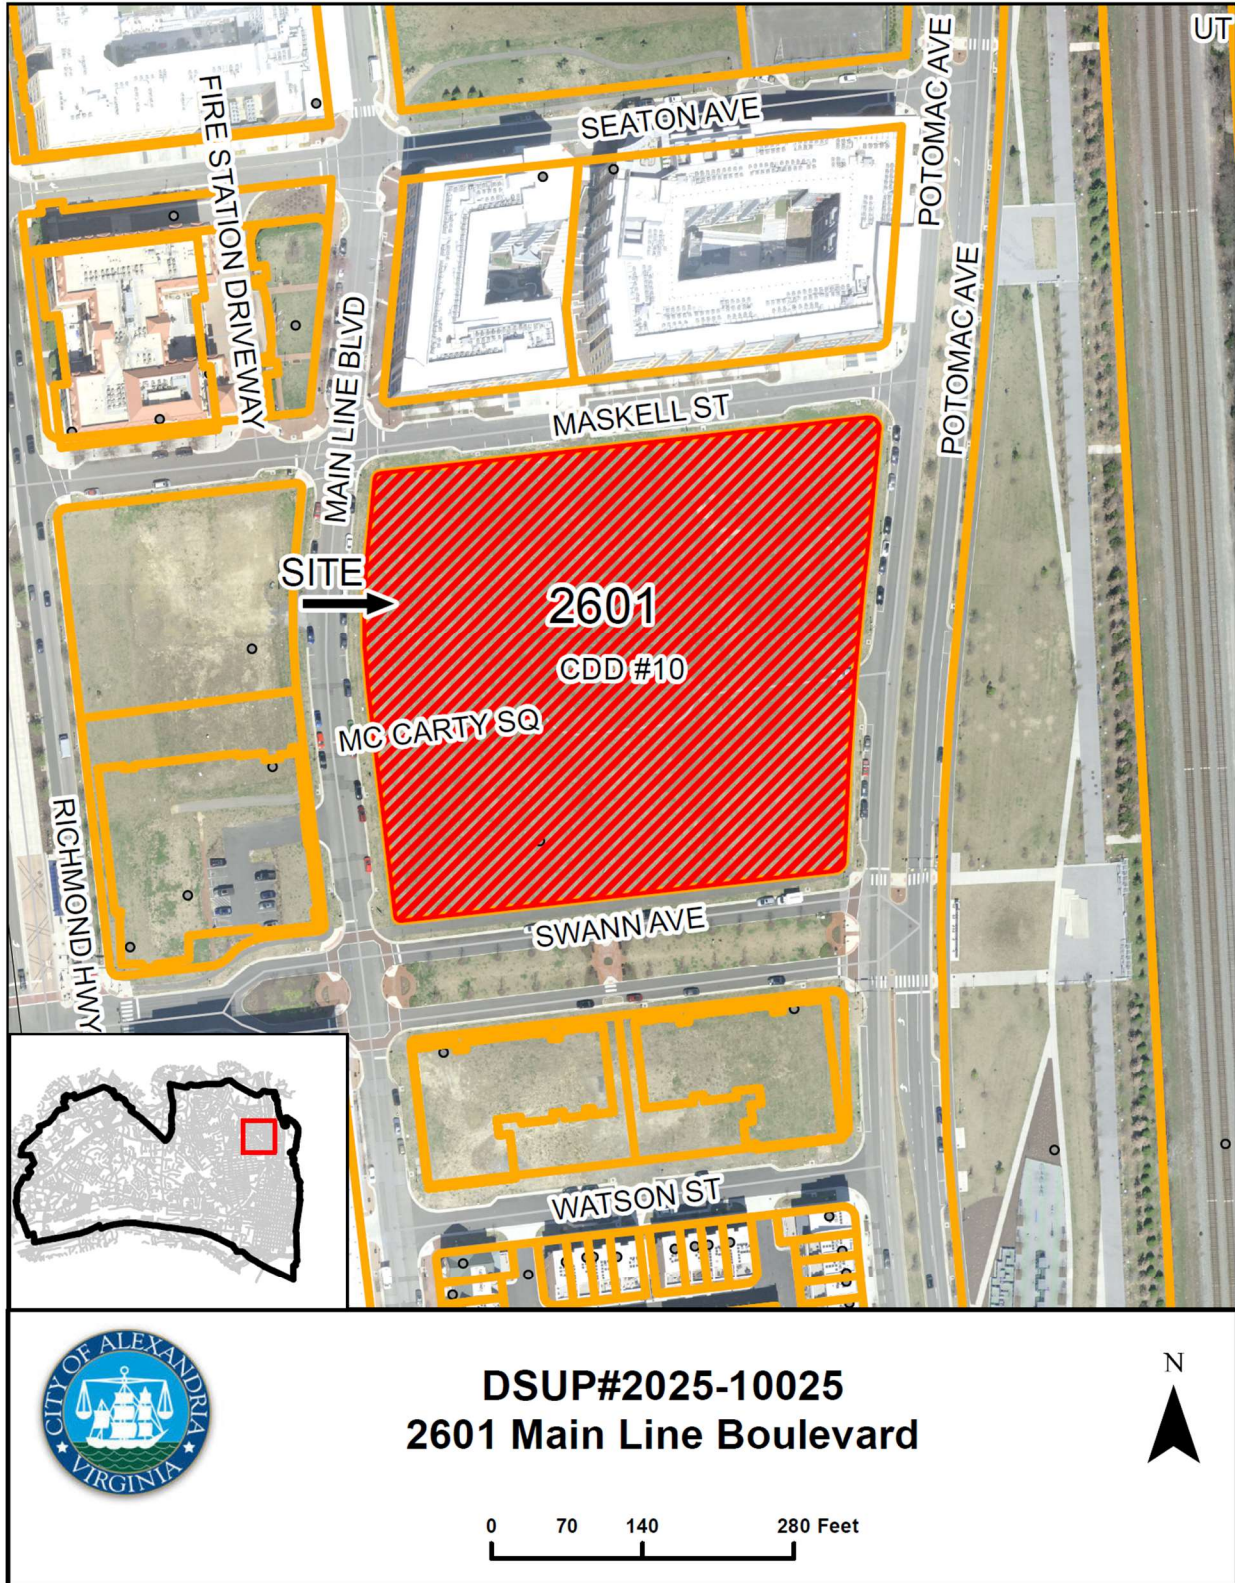 UT
FIRE STATION DRIVEWAY
SEATON AVE
POTOMAC AVE
POTOMAC AVE
MAIN LINE BLVD
MASKELL ST
SITE
2601
CDD #10
MC CARTY SQ
RICHMOND HWY
SWANN AVE
WATSON ST
CITY OF ALEXANDRIA
VIRGINIA
DSUP#2025-10025
2601 Main Line Boulevard
N
0 70 140 280 Feet